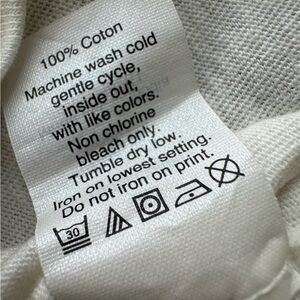 100% Coton
Machine wash cold
gentle cycle,
inside out,
with like colors.
Non chlorine
bleach only.
Tumble dry low.
Iron on lowest setting.
Do not iron on print.
30